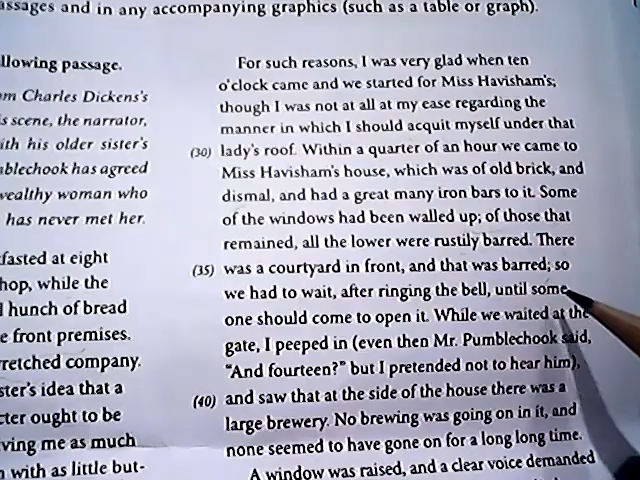 assages and in any accompanying graphics (such as a table or graph).
llowing passage.
m Charles Dickens's
s scene, the narrator,
ith his older sister's
blechook has agreed
wealthy woman who
has never met her.
fasted at eight
hop, while the
hunch of bread
e front premises.
retched company.
ster's idea that a
cter ought to be
ving me as much
with as little but-
For such reasons, I was very glad when ten
o'clock came and we started for Miss Havisham's;
though I was not at all at my ease regarding the
manner in which I should acquit myself under that
(30) lady's roof. Within a quarter of an hour we came to
Miss Havisham's house, which was of old brick, and
dismal, and had a great many iron bars to it. Some
of the windows had been walled up; of those that
remained, all the lower were rustily barred. There
(35) was a courtyard in front, and that was barred; so
we had to wait, after ringing the bell, until some
one should come to open it. While we waited at the
gate, I peeped in (even then Mr. Pumblechook said,
"And fourteen?" but I pretended not to hear him),
(40) and saw that at the side of the house there was a
large brewery. No brewing was going on in it, and
none seemed to have gone on for a long long time.
A window was raised, and a clear voice demanded